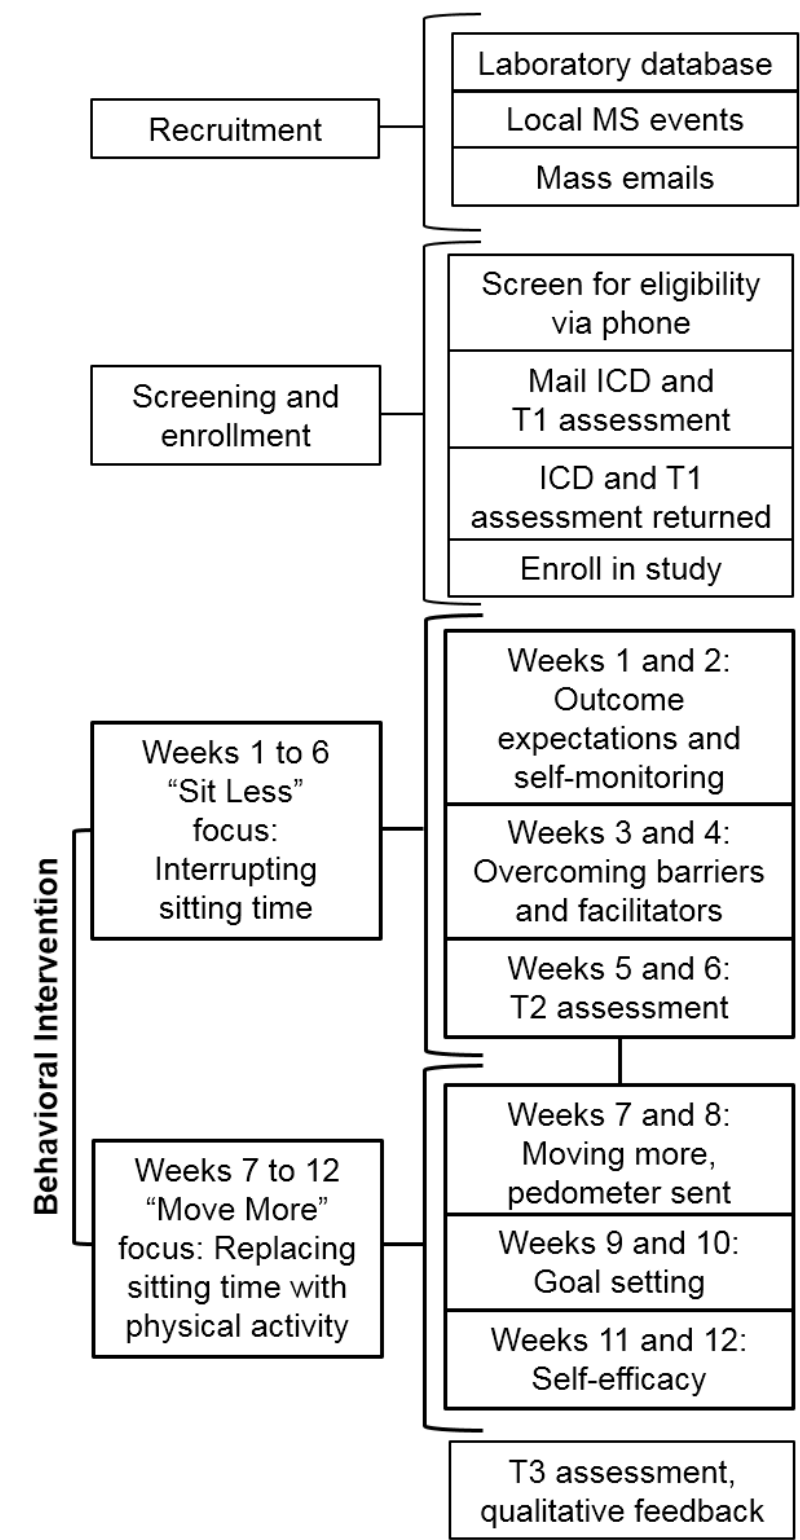 Recruitment
Laboratory database
Local MS events
Mass emails
Screening and
enrollment
Screen for eligibility
via phone
Mail ICD and
T1 assessment
ICD and T1
assessment returned
Enroll in study
Behavioral Intervention
Weeks 1 to 6
“Sit Less”
focus:
Interrupting
sitting time
Weeks 1 and 2:
Outcome
expectations and
self-monitoring
Weeks 3 and 4:
Overcoming barriers
and facilitators
Weeks 5 and 6:
T2 assessment
Weeks 7 to 12
“Move More”
focus: Replacing
sitting time with
physical activity
Weeks 7 and 8:
Moving more,
pedometer sent
Weeks 9 and 10:
Goal setting
Weeks 11 and 12:
Self-efficacy
T3 assessment,
qualitative feedback